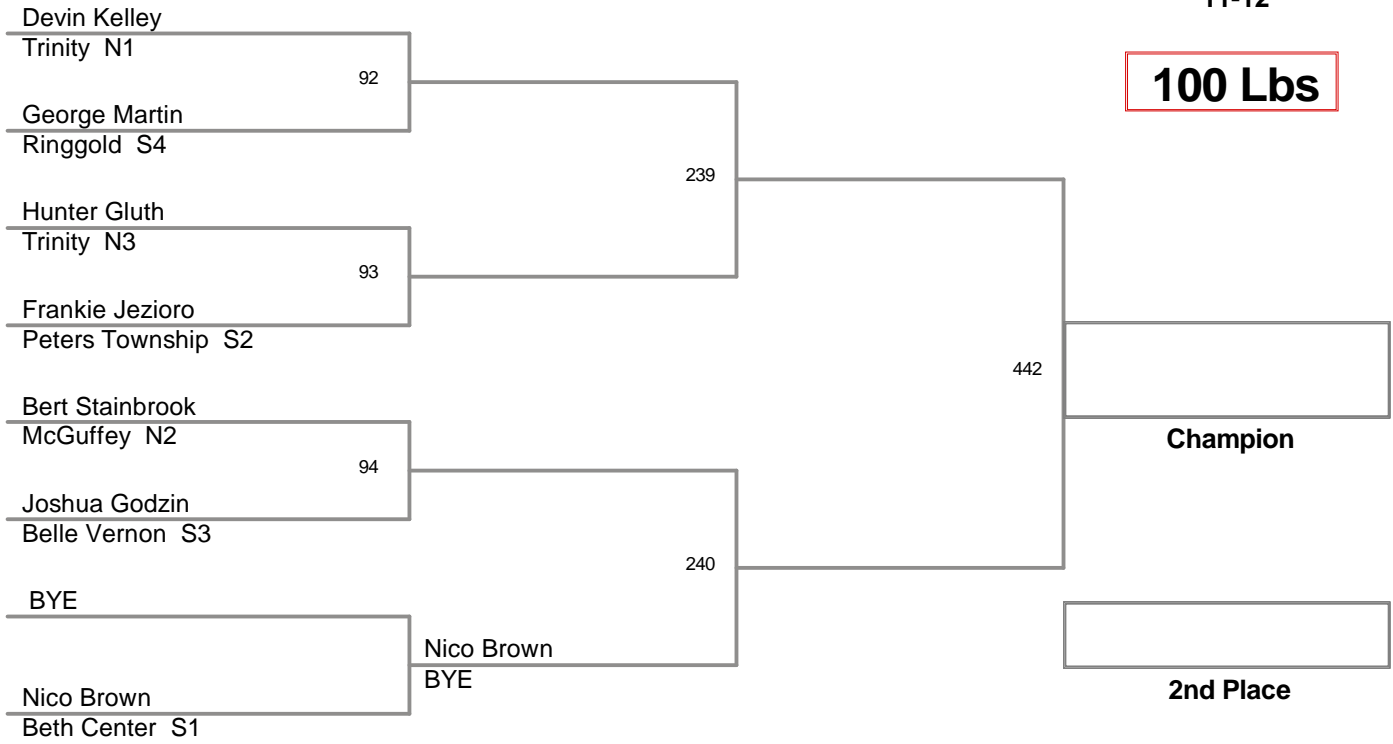 11-12
100 Lbs
Devin Kelley
Trinity N1
92
George Martin
Ringgold S4
239
Hunter Gluth
Trinity N3
93
Frankie Jezioro
Peters Township S2
442
Champion
Bert Stainbrook
McGuffey N2
94
Joshua Godzin
Belle Vernon S3
240
BYE
Nico Brown
BYE
Nico Brown
Beth Center S1
2nd Place